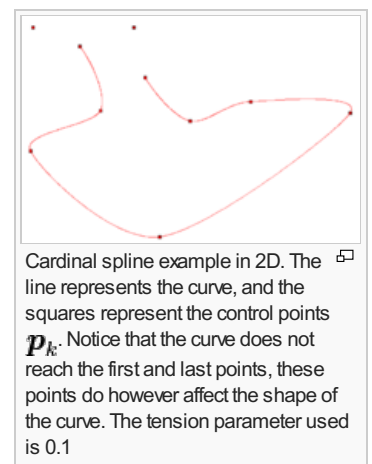 Cardinal spline example in 2D. The
line represents the curve, and the
squares represent the control points
pk. Notice that the curve does not
reach the first and last points, these
points do however affect the shape of
the curve. The tension parameter used
is 0.1